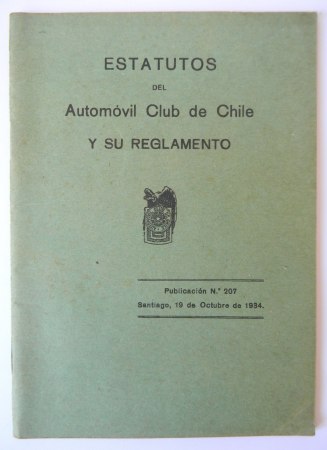 ESTATUTOS
DEL
Automóvil Club de Chile
Y SU REGLAMENTO
Publicación N.° 207
Santiago, 19 de Octubre de 1934.